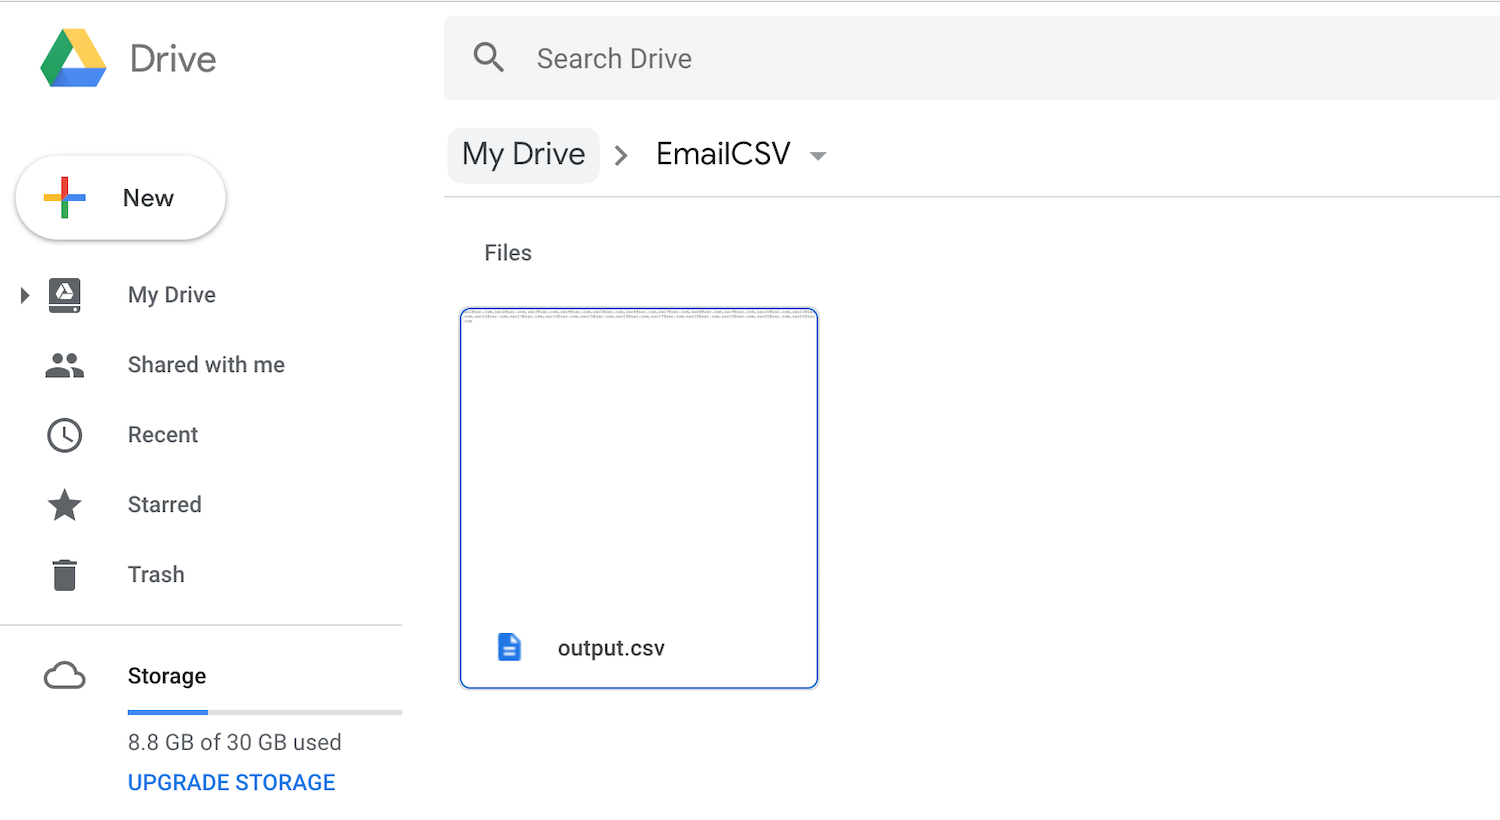 Drive
Search Drive
My Drive
EmailCSV
New
Files
My Drive
Shared with me
Recent
Starred
Trash
output.csv
Storage
8.8 GB of 30 GB used
UPGRADE STORAGE